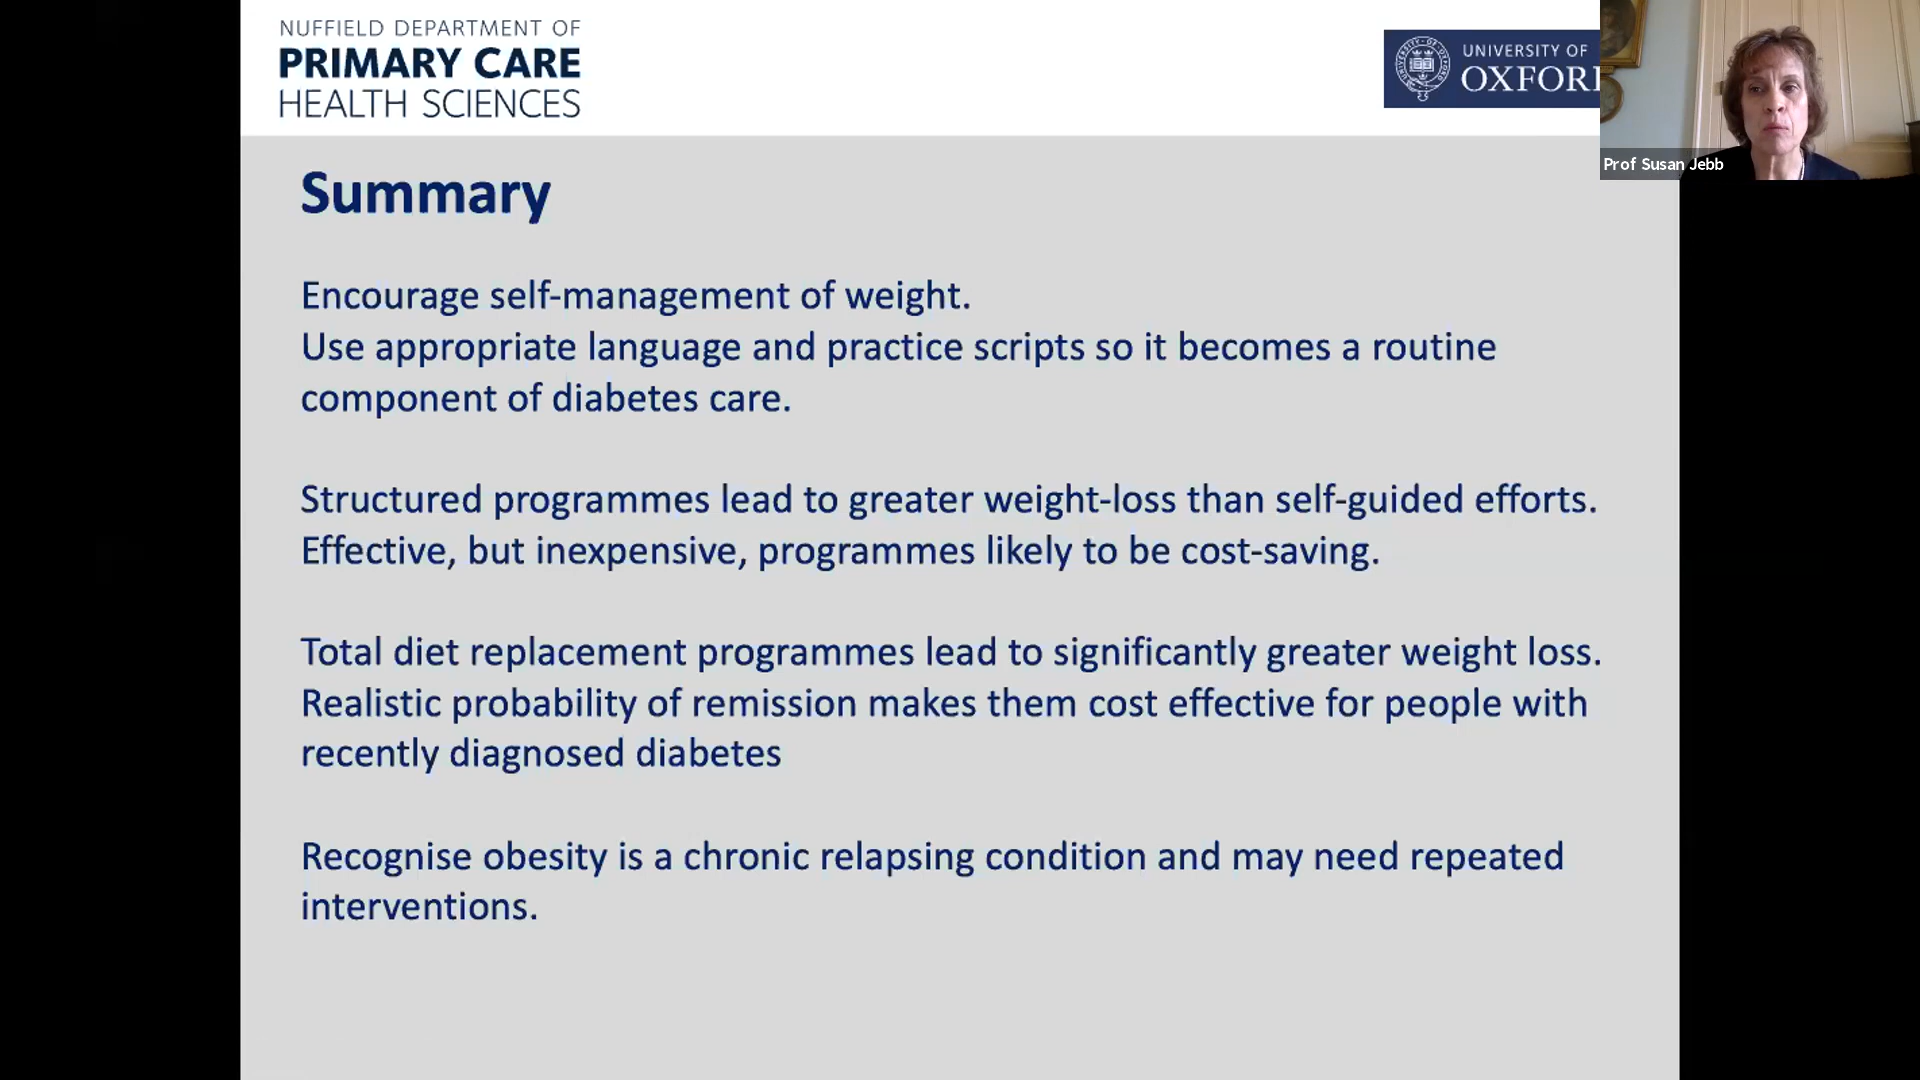 NUFFIELD DEPARTMENT OF
PRIMARY CARE
HEALTH SCIENCES
UNIVERSITY OF
OXFOR
Prof Susan Jebb
Summary
Encourage self-management of weight.
Use appropriate language and practice scripts so it becomes a routine
component of diabetes care.
Structured programmes lead to greater weight-loss than self-guided efforts.
Effective, but inexpensive, programmes likely to be cost-saving.
Total diet replacement programmes lead to significantly greater weight loss.
Realistic probability of remission makes them cost effective for people with
recently diagnosed diabetes
Recognise obesity is a chronic relapsing condition and may need repeated
interventions.